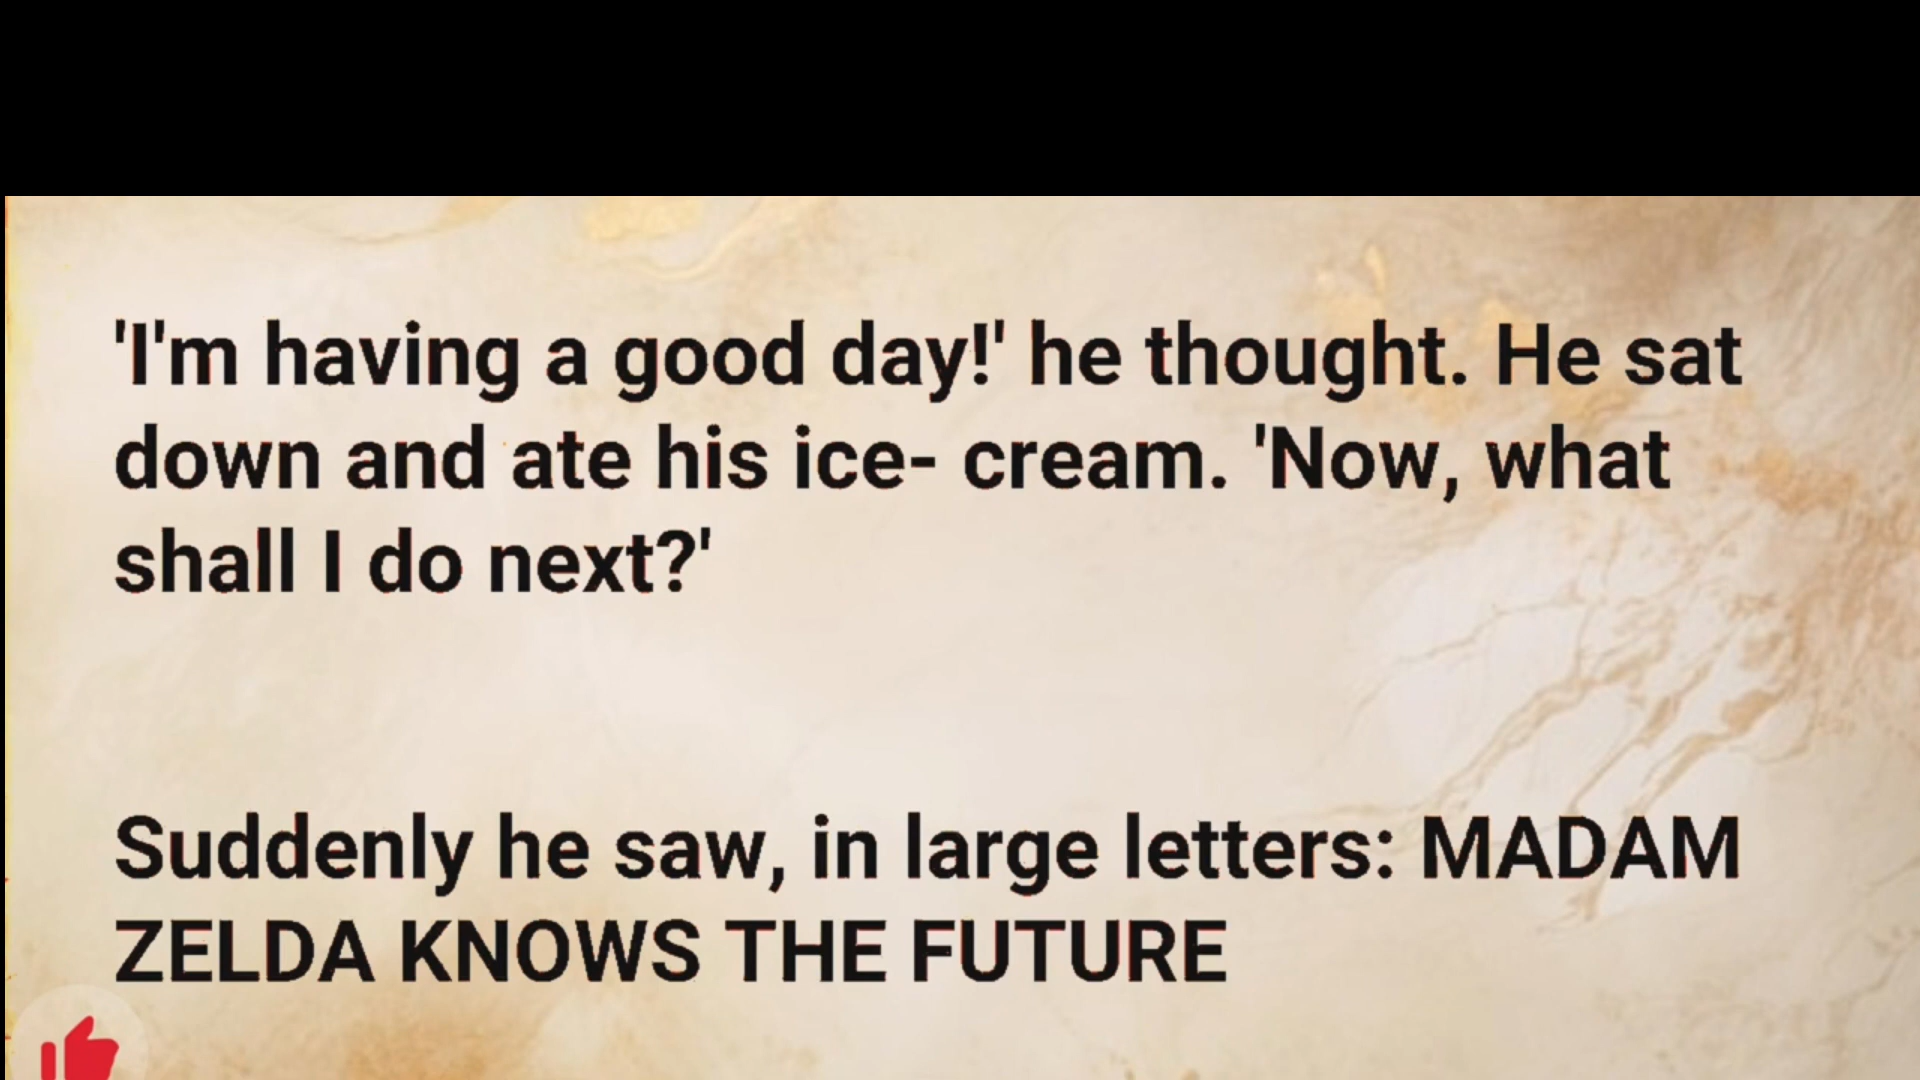 'I'm having a good day!' he thought. He sat
down and ate his ice- cream. 'Now, what
shall I do next?'
Suddenly he saw, in large letters: MADAM
ZELDA KNOWS THE FUTURE